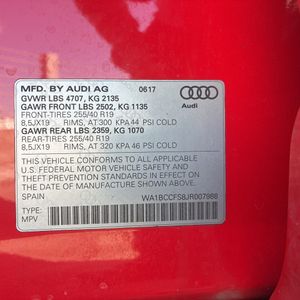 MFD. BY AUDI AG 0617
GVWR LBS 4707, KG 2135
GAWR FRONT LBS 2502, KG 1135
FRONT-TIRES 255/40 R19
8,5JX19 RIMS, AT 300 KPA 44 PSI COLD
GAWR REAR LBS 2359, KG 1070
REAR-TIRES 255/40 R19
8,5JX19 RIMS, AT 320 KPA 46 PSI COLD
Audi
THIS VEHICLE CONFORMS TO ALL APPLICABLE
U.S. FEDERAL MOTOR VEHICLE SAFETY AND
THEFT PREVENTION STANDARDS IN EFFECT
ON THE DATE OF MANUFACTURE SHOWN ABOVE.
WA1BCCFS8JR007988
TYPE:
MPV